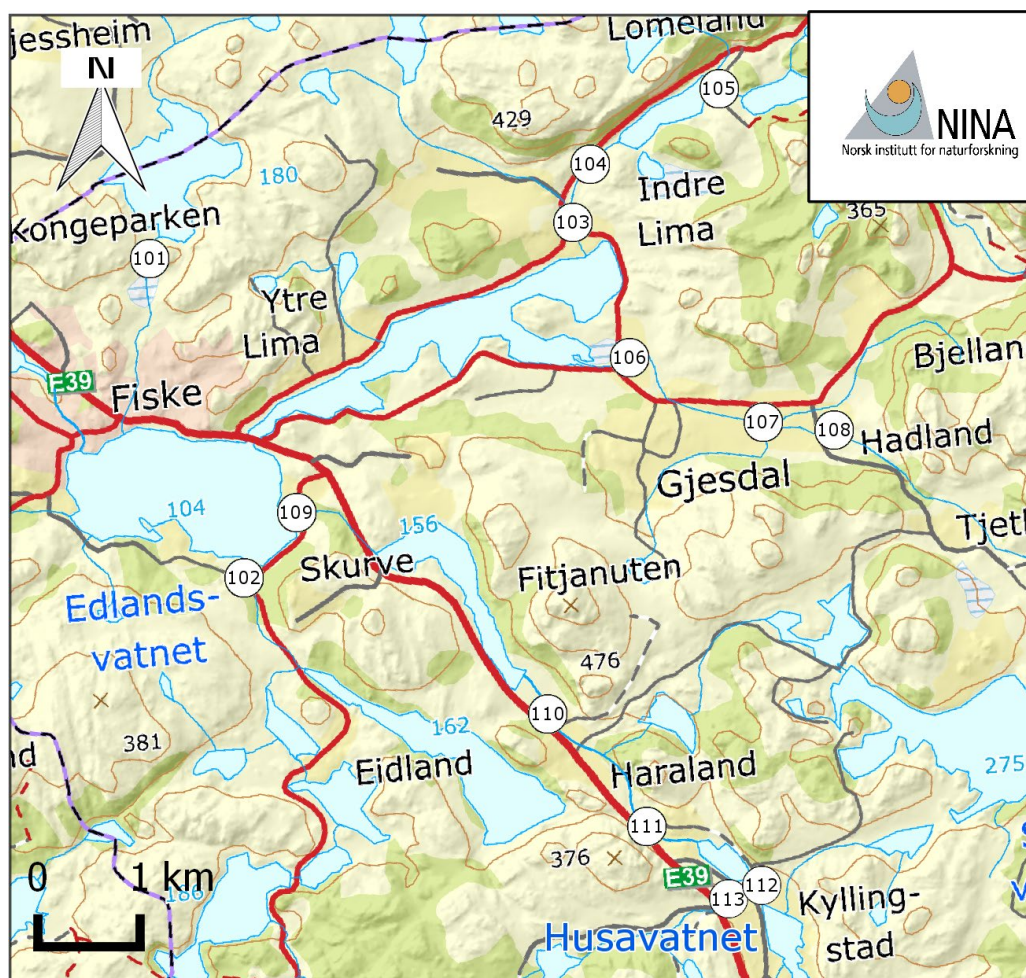 jessheim
N
Lomeland
NINA
Norsk institutt for naturforskning
105
429
104
180
Indre
Lima
365
Kongeparken
103
101
Ytre
Lima
106
Bjellan
E39
Fiske
107
108
Hadland
Gjesdal
104
109
156
Tjeth
Skurve
Fitjanuten
102
Edlands-
vatnet
476
162
110
381
nd
Eidland
Haraland
275
111
376
0
1 km
186
E39
112
113
Kylling-
stad
Husavatnet
S
v